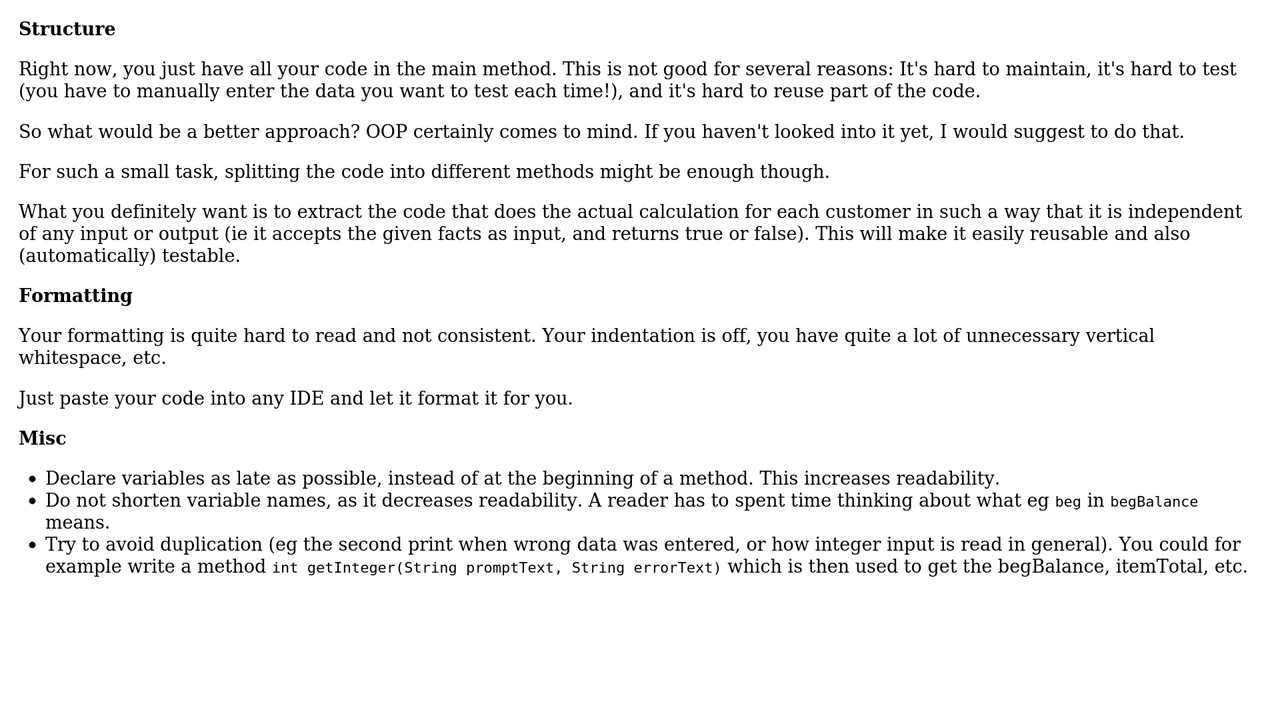 Structure
Right now, you just have all your code in the main method. This is not good for several reasons: It's hard to maintain, it's hard to test
(you have to manually enter the data you want to test each time!), and it's hard to reuse part of the code.
So what would be a better approach? OOP certainly comes to mind. If you haven't looked into it yet, I would suggest to do that.
For such a small task, splitting the code into different methods might be enough though.
What you definitely want is to extract the code that does the actual calculation for each customer in such a way that it is independent
of any input or output (ie it accepts the given facts as input, and returns true or false). This will make it easily reusable and also
(automatically) testable.
Formatting
Your formatting is quite hard to read and not consistent. Your indentation is off, you have quite a lot of unnecessary vertical
whitespace, etc.
Just paste your code into any IDE and let it format it for you.
Misc
• Declare variables as late as possible, instead of at the beginning of a method. This increases readability.
• Do not shorten variable names, as it decreases readability. A reader has to spent time thinking about what eg beg in begBalance
means.
• Try to avoid duplication (eg the second print when wrong data was entered, or how integer input is read in general). You could for
example write a method int getInteger(String promptText, String errorText) which is then used to get the begBalance, itemTotal, etc.